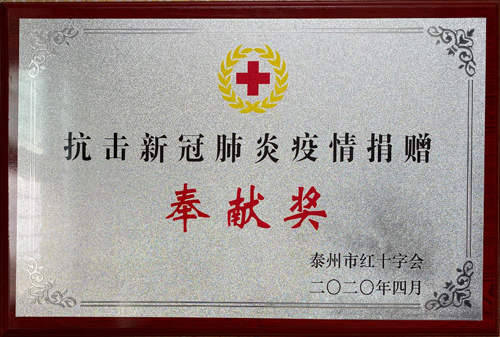 抗击新冠肺炎疫情捐赠
奉献奖
泰州市红十字会
二〇二〇年四月